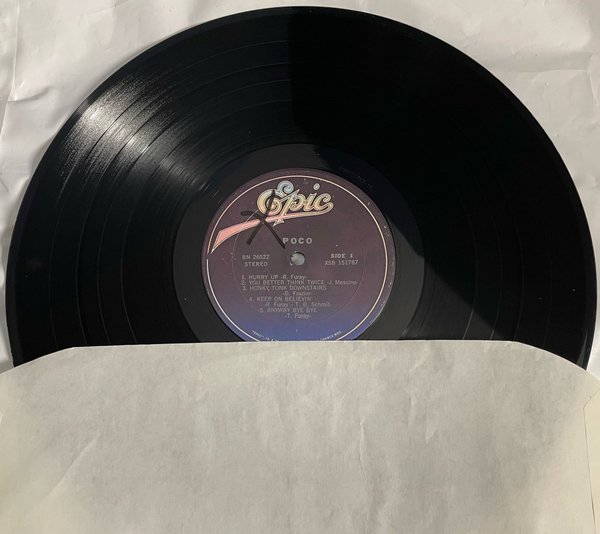 Epic
POCO
BN 26522
STEREO
SIDE 1
XSB 151787
1. HURRY UP -R. Furay-
2. YOU BETTER THINK TWICE -J. Messina-
3. HONKY TONK DOWNSTAIRS
-D. Frazier-
4. KEEP ON BELIEVIN'
-R. Furay - T. B. Schmit-
5. ANYWAY BYE BYE
-T. Furay-